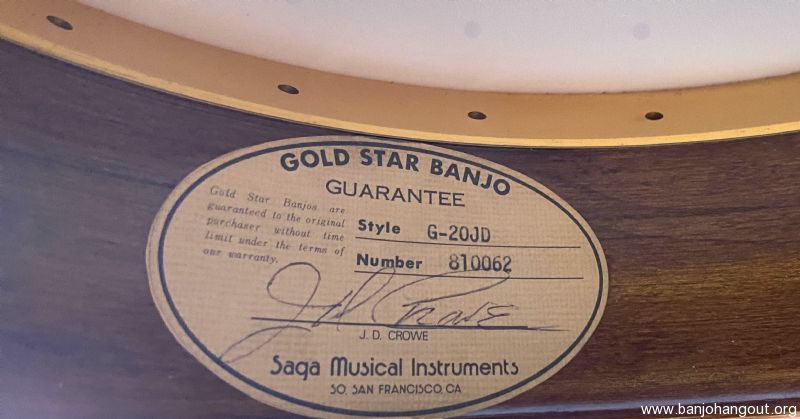 GOLD STAR BANJO
GUARANTEE
Gold Star Banjos are
guaranteed to the original
purchaser without time
limit under the terms of
our warranty.
Style G-20JD
Number 810062
J D Crowe
J. D. CROWE
Saga Musical Instruments
SO. SAN FRANCISCO, CA
www.banjohangout.org